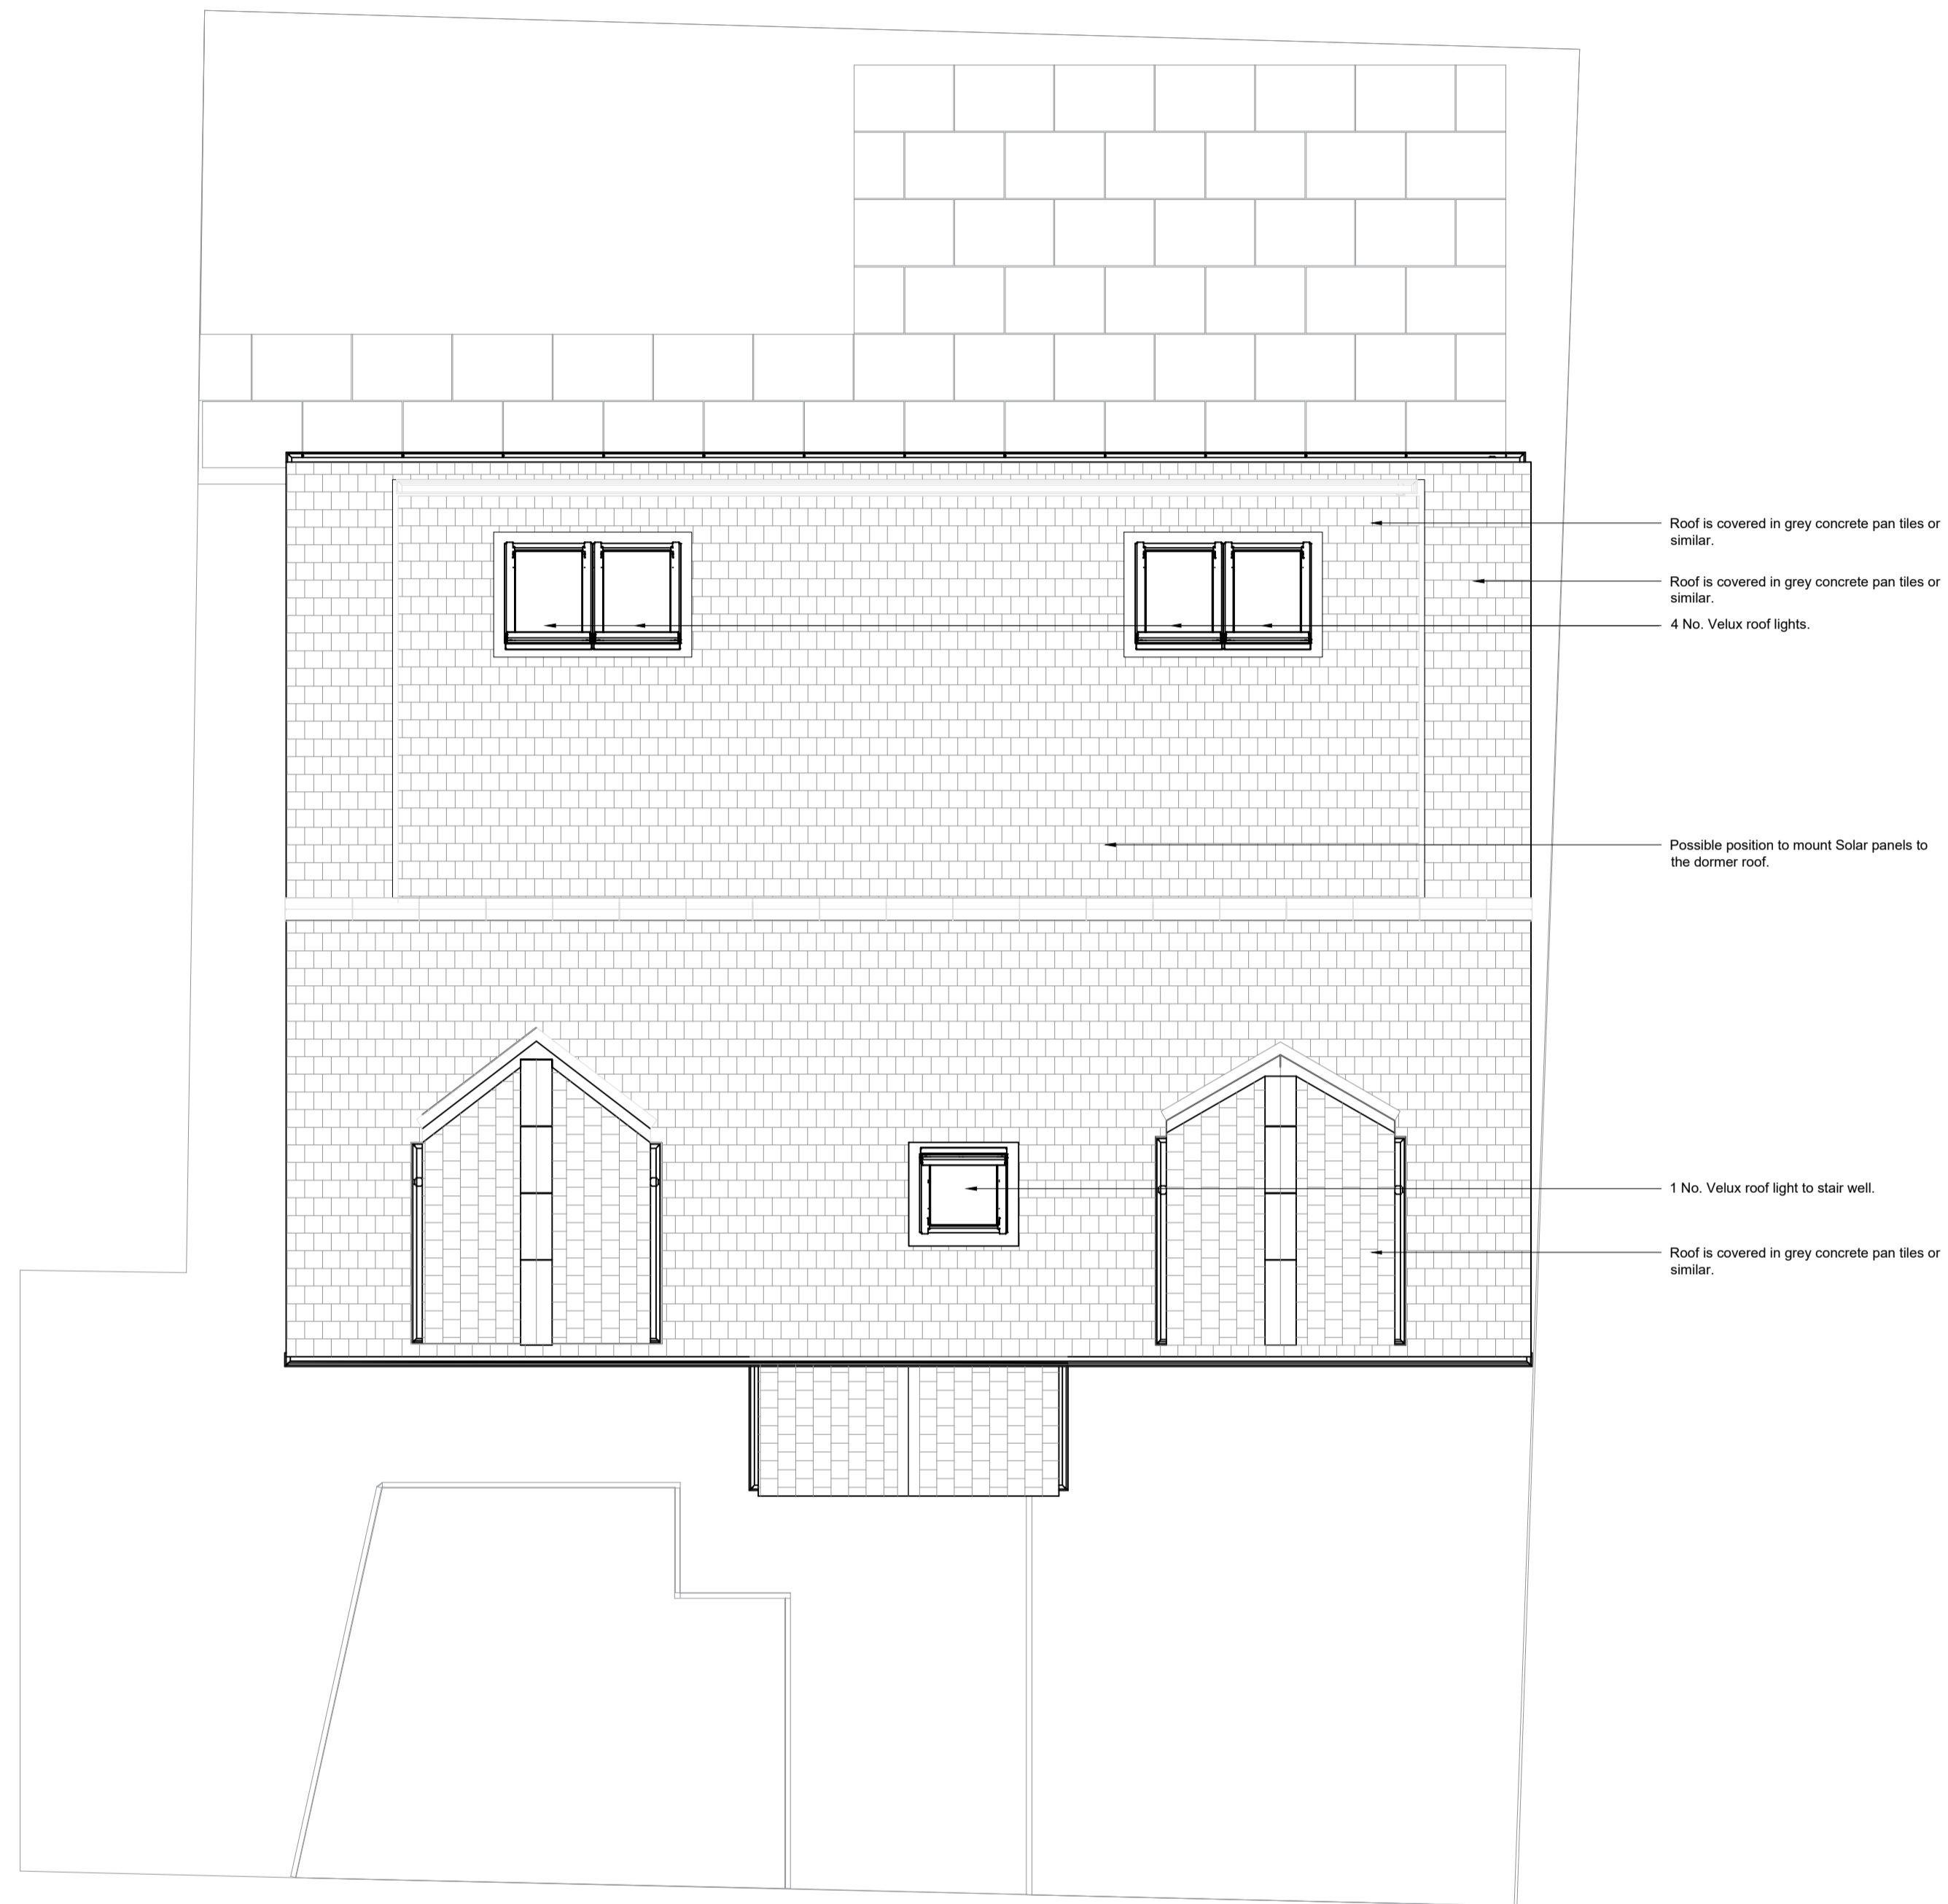 Roof is covered in grey concrete pan tiles or
similar.
Roof is covered in grey concrete pan tiles or
similar.
4 No. Velux roof lights.
Possible position to mount Solar panels to
the dormer roof.
1 No. Velux roof light to stair well.
Roof is covered in grey concrete pan tiles or
similar.